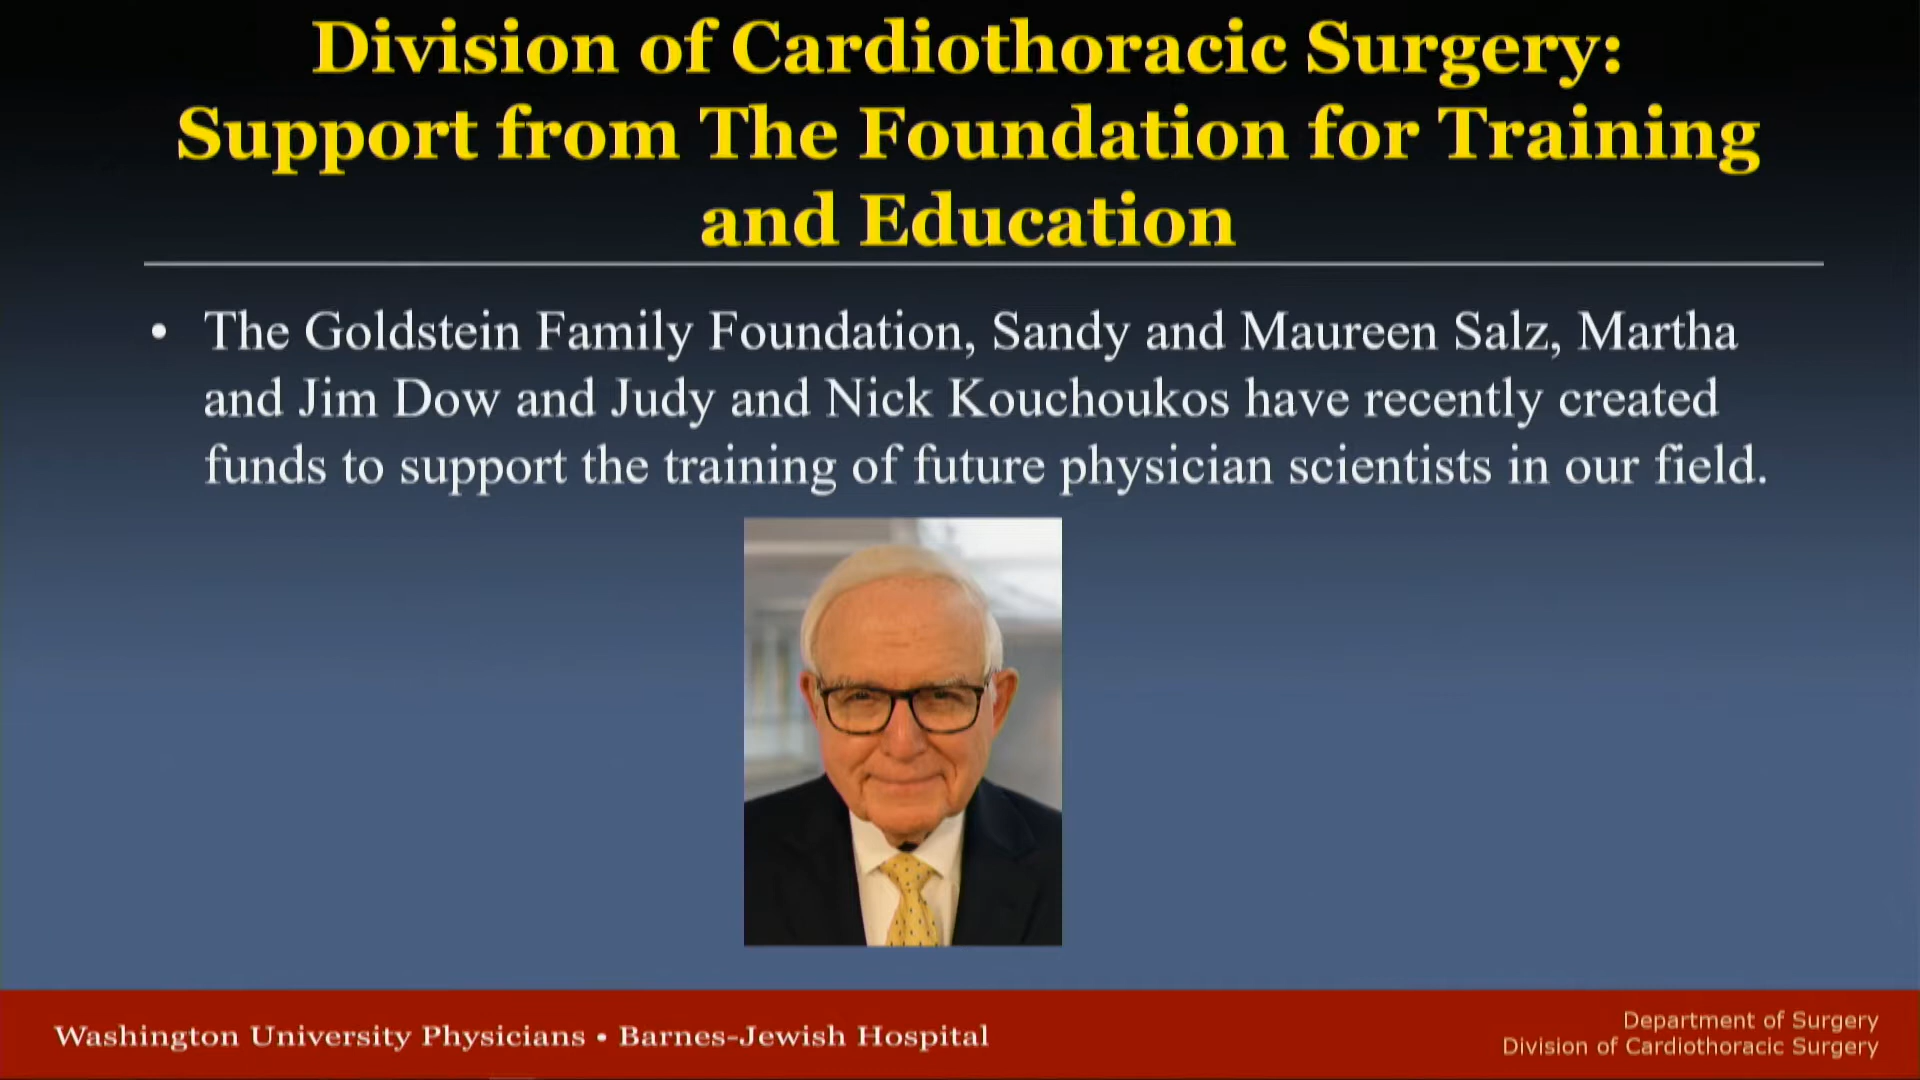 Division of Cardiothoracic Surgery:
Support from The Foundation for Training
and Education
• The Goldstein Family Foundation, Sandy and Maureen Salz, Martha
and Jim Dow and Judy and Nick Kouchoukos have recently created
funds to support the training of future physician scientists in our field.
Washington University Physicians • Barnes-Jewish Hospital
Department of Surgery
Division of Cardiothoracic Surgery